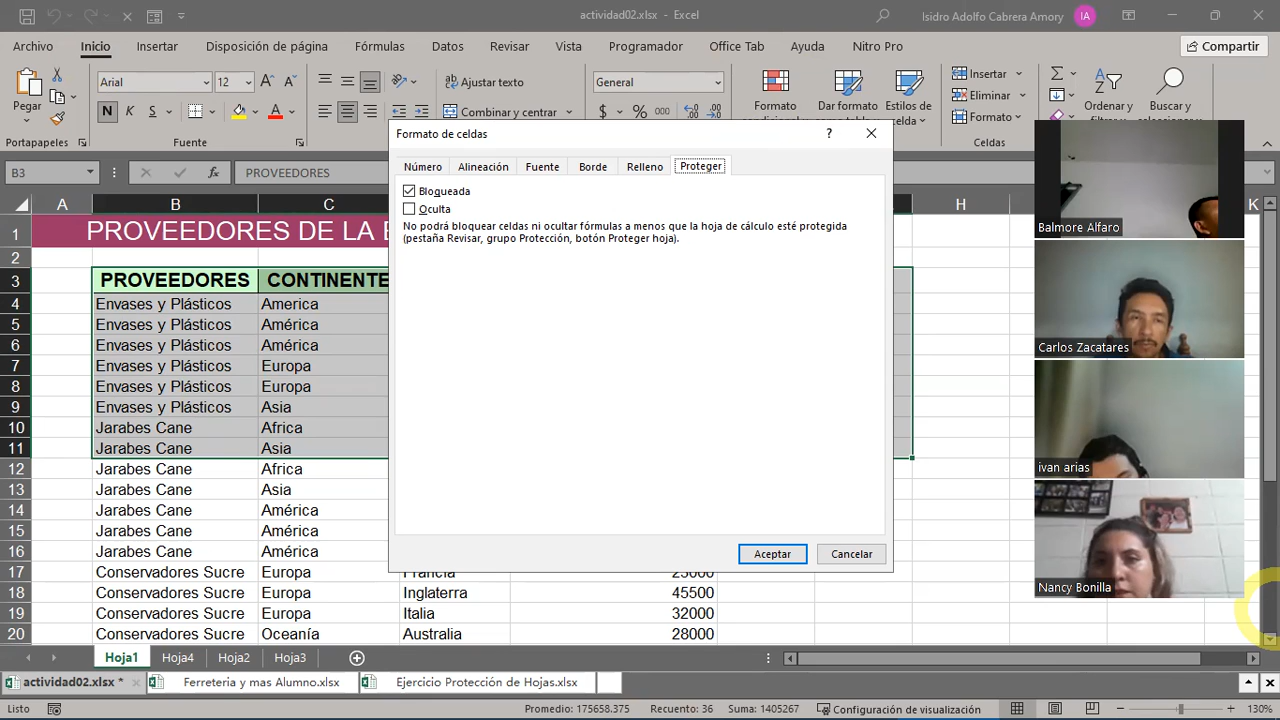 actividad02.xlsx - Excel
Isidro Adolfo Cabrera Amory
IA
Archivo
Inicio
Insertar
Disposición de página
Fórmulas
Datos
Revisar
Vista
Programador
Office Tab
Ayuda
Nitro Pro
Compartir
Pegar
Arial
12
N
K
S
Ajustar texto
Combinar y centrar
General
$ % 000
Formato
Dar formato
Estilos de
celda
Insertar
Eliminar
Formato
Ordenar y
Buscar y
Portapapeles
Fuente
Celdas
B3
PROVEEDORES
Formato de celdas
Número
Alineación
Fuente
Borde
Relleno
Proteger
Bloqueada
Oculta
No podrá bloquear celdas ni ocultar fórmulas a menos que la hoja de cálculo esté protegida
(pestaña Revisar, grupo Protección, botón Proteger hoja).
Aceptar
Cancelar
A B C H I K
1 PROVEEDORES DE LA E
2
3 PROVEEDORES CONTINENTE
4 Envases y Plásticos America
5 Envases y Plásticos América
6 Envases y Plásticos América
7 Envases y Plásticos Europa
8 Envases y Plásticos Europa
9 Envases y Plásticos Asia
10 Jarabes Cane Africa
11 Jarabes Cane Asia
12 Jarabes Cane Africa
13 Jarabes Cane Asia
14 Jarabes Cane América
15 Jarabes Cane América
16 Jarabes Cane América
17 Conservadores Sucre Europa Francia 25000
18 Conservadores Sucre Europa Inglaterra 45500
19 Conservadores Sucre Europa Italia 32000
20 Conservadores Sucre Oceanía Australia 28000
Balmore Alfaro
Carlos Zacatares
ivan arias
Nancy Bonilla
Hoja1
Hoja4
Hoja2
Hoja3
actividad02.xlsx *
Ferreteria y mas Alumno.xlsx
Ejercicio Protección de Hojas.xlsx
Listo
Promedio: 175658.375
Recuento: 36
Suma: 1405267
Configuración de visualización
130%